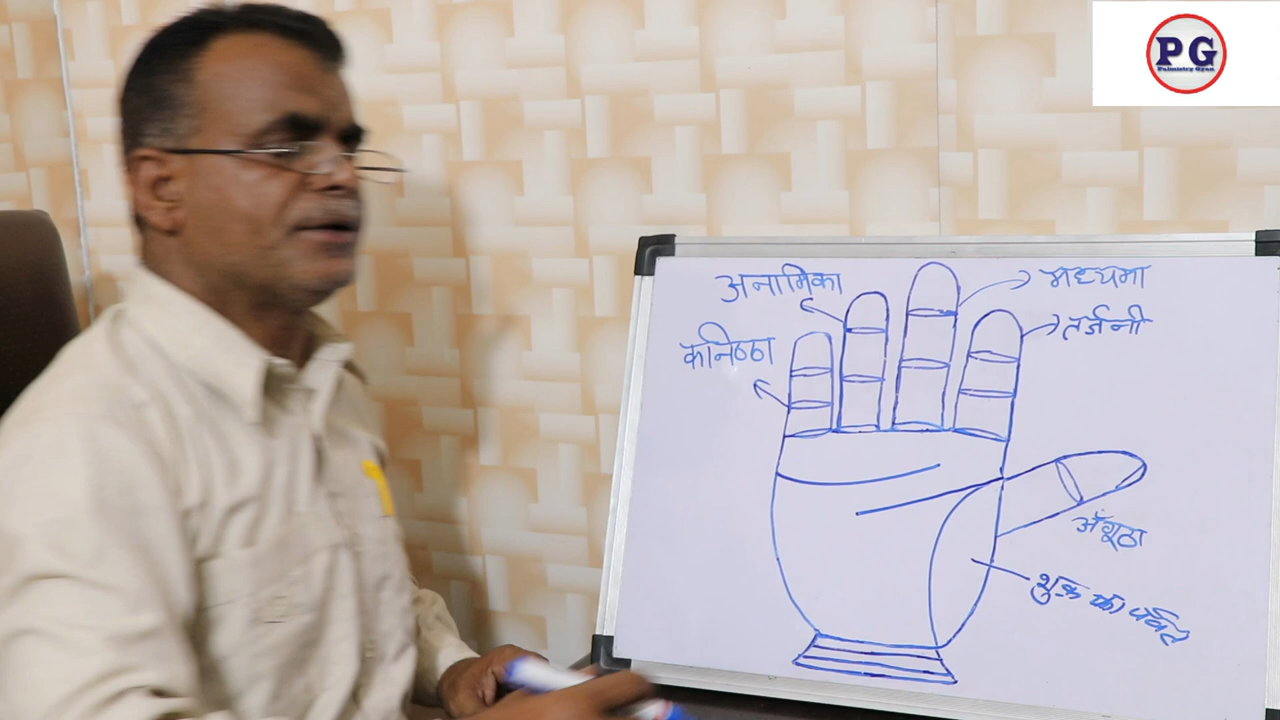 PG
Palmistry Gyan
अनामिका
मध्यमा
तर्जनी
कनिष्ठा
अँगूठा
शुक्र का पर्वत